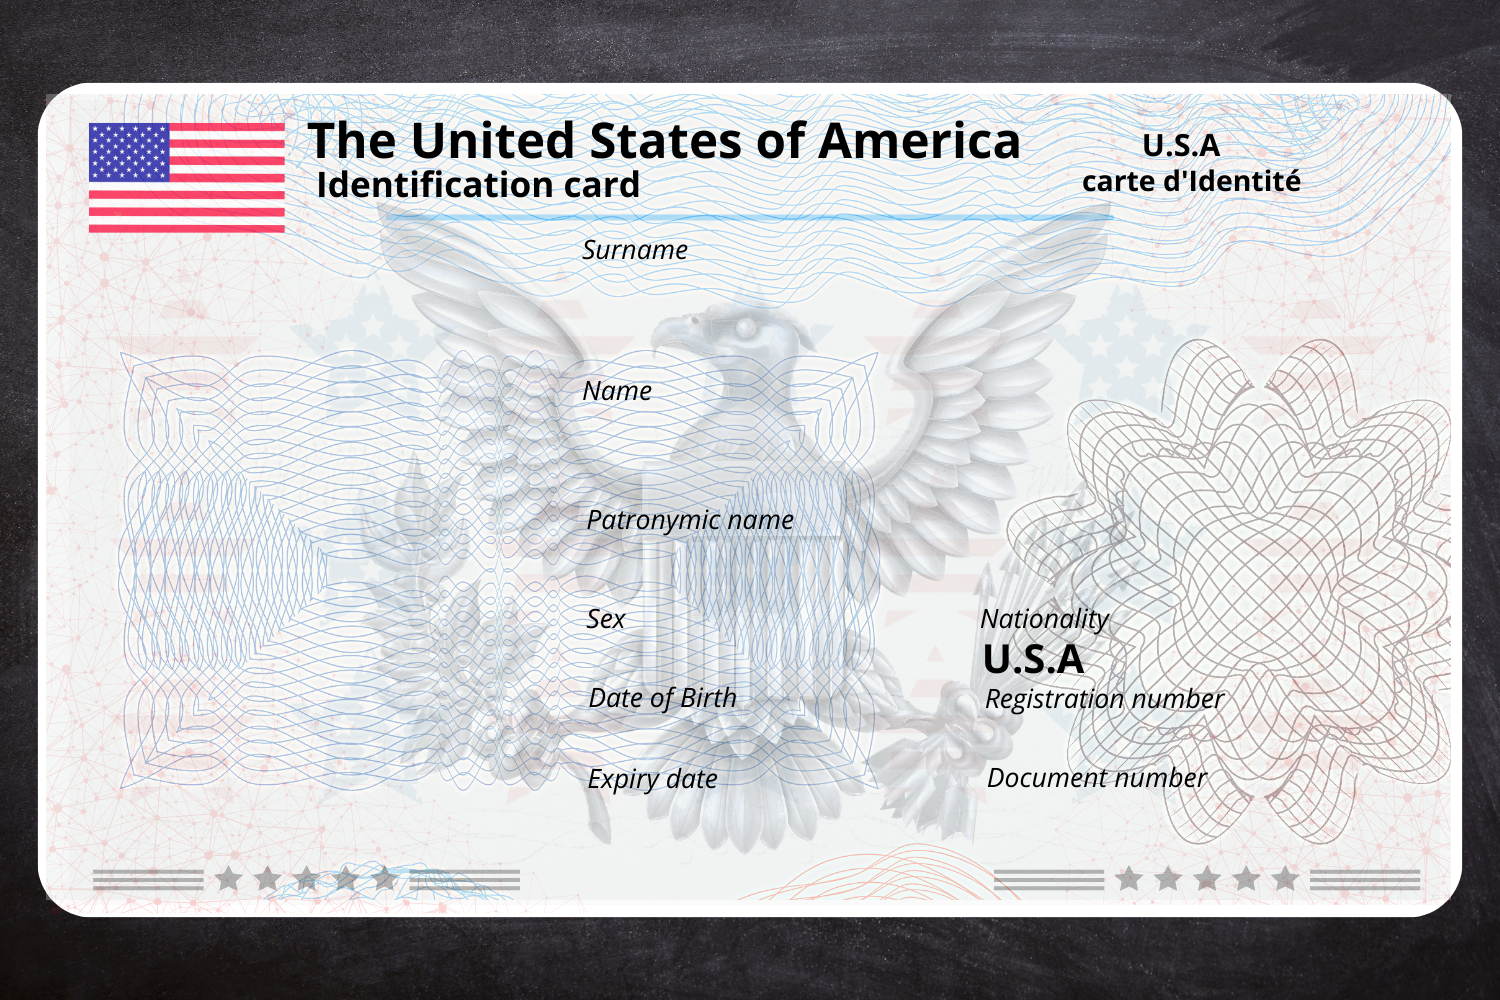 The United States of America
Identification card
U.S.A
carte d'Identité
Surname
Name
Patronymic name
Sex
Nationality
U.S.A
Date of Birth
Registration number
Expiry date
Document number